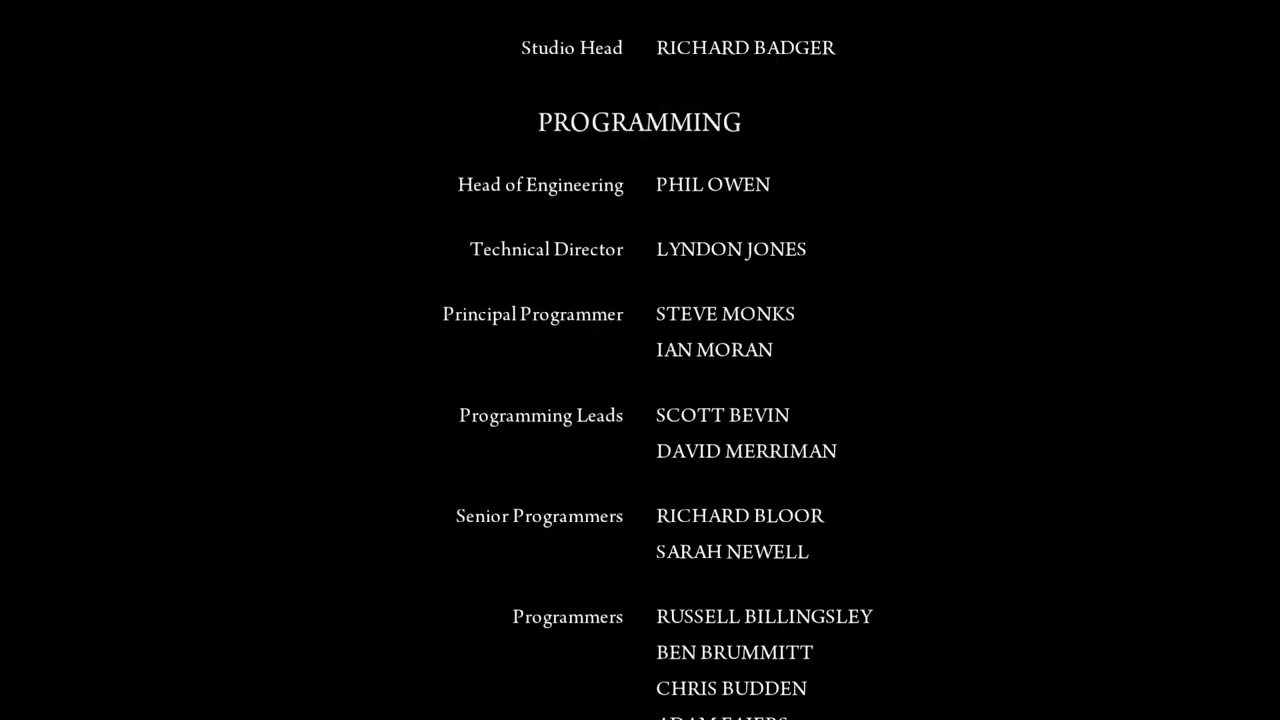 Studio Head RICHARD BADGER
PROGRAMMING
Head of Engineering PHIL OWEN
Technical Director LYNDON JONES
Principal Programmer STEVE MONKS
IAN MORAN
Programming Leads SCOTT BEVIN
DAVID MERRIMAN
Senior Programmers RICHARD BLOOR
SARAH NEWELL
Programmers RUSSELL BILLINGSLEY
BEN BRUMMITT
CHRIS BUDDEN